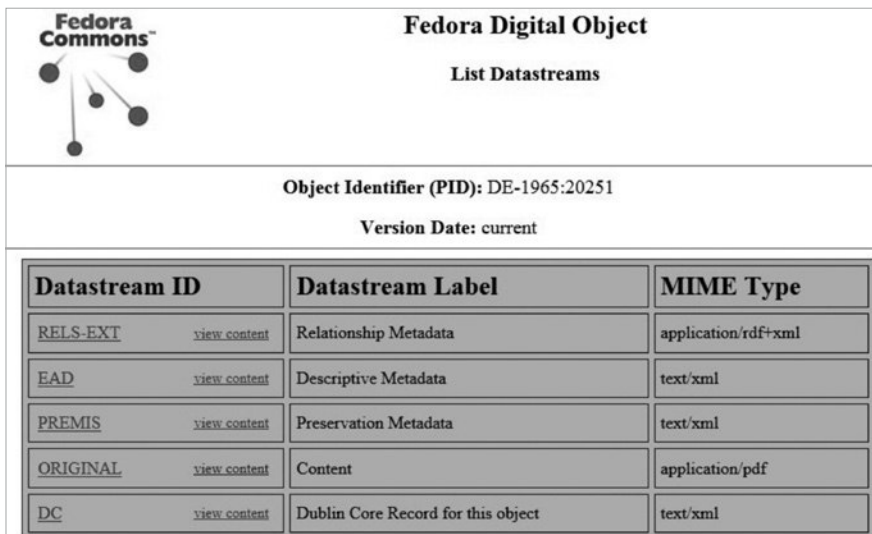 Fedora
Commons™
Fedora Digital Object
List Datastreams
Object Identifier (PID): DE-1965:20251
Version Date: current
Datastream ID Datastream Label MIME Type
RELS-EXT view content Relationship Metadata application/rdf+xml
EAD view content Descriptive Metadata text/xml
PREMIS view content Preservation Metadata text/xml
ORIGINAL view content Content application/pdf
DC view content Dublin Core Record for this object text/xml